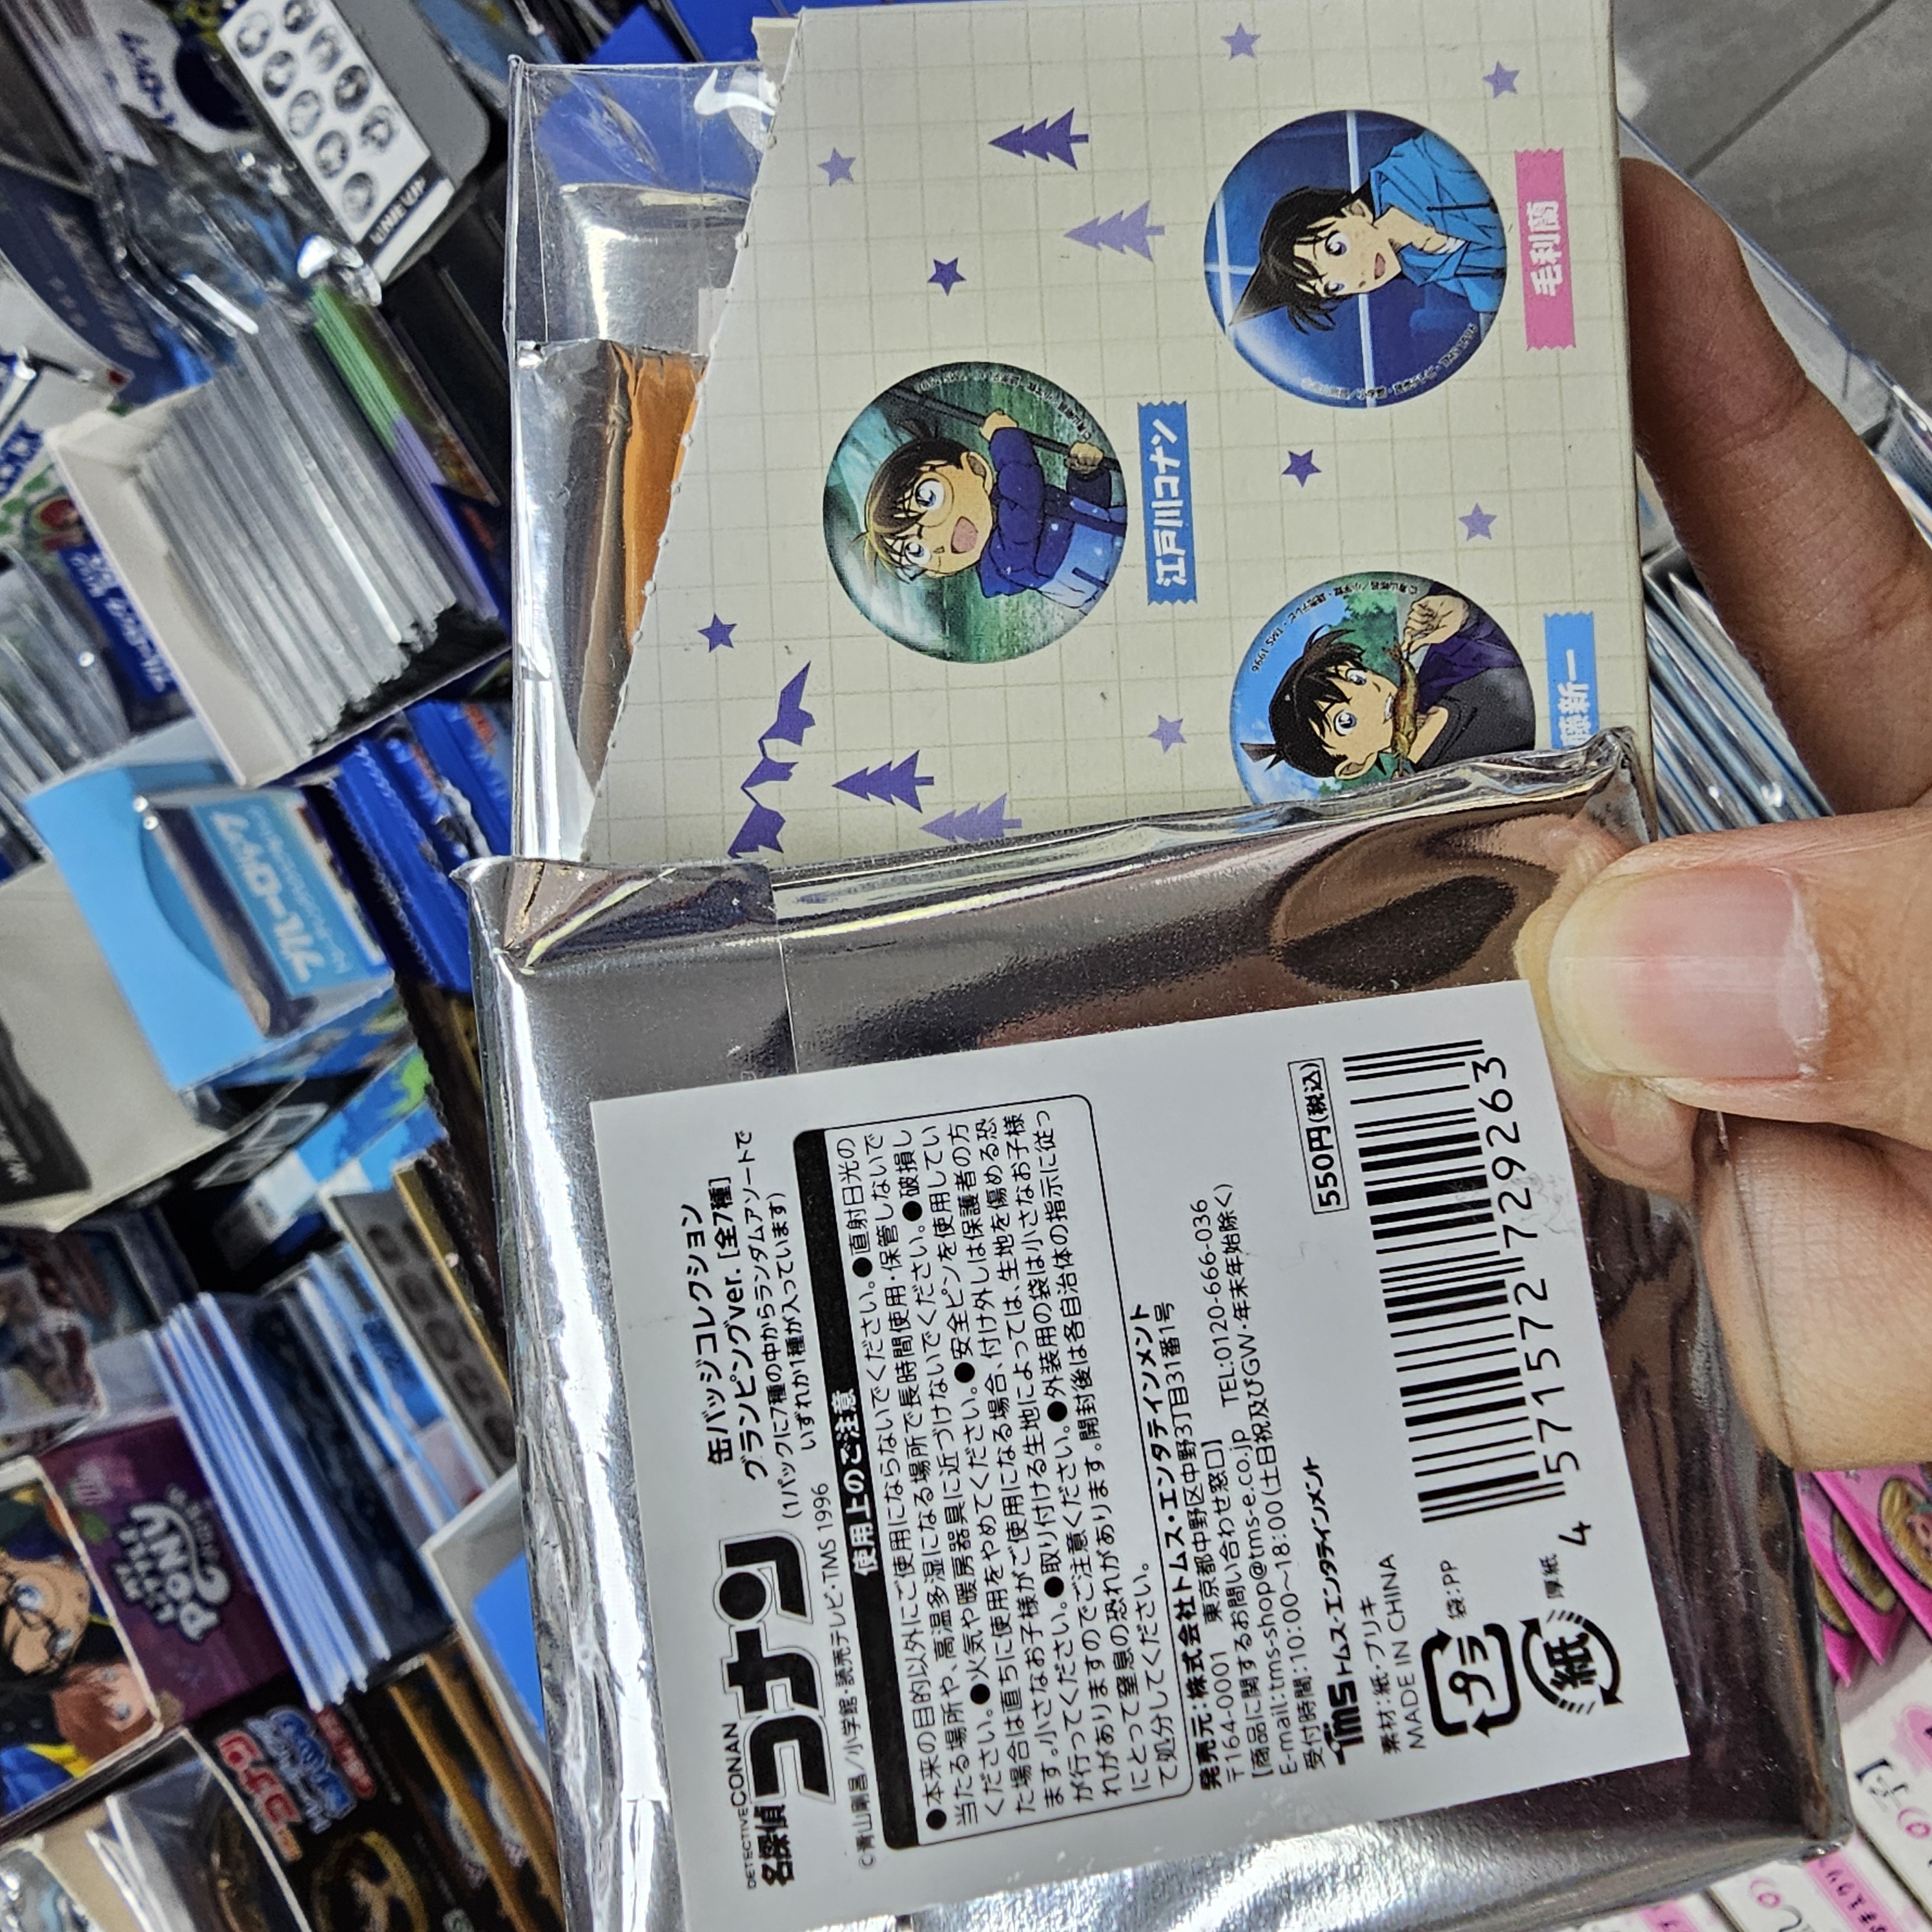 毛利蘭
江戸川コナン
藤新一
DETECTIVE CONAN
名探偵
コナン
缶バッジコレクション
グランピングver. [全7種]
(1パックに7種の中からランダムアソートで
いずれか1種が入っています)
©青山剛昌/小学館・読売テレビ・TMS 1996
使用上のご注意
●本来の目的以外にご使用にならないでください。●直射日光の
当たる場所や、高温多湿になる場所で長時間使用・保管しないで
ください。●火気や暖房器具に近づけないでください。●破損し
た場合は直ちに使用をやめてください。●安全ピンを使用してい
ます。小さなお子様がご使用になる場合、付け外しは保護者の方
が行ってください。●取り付ける生地によっては、生地を傷める恐
れがありますのでご注意ください。●外装用の袋は小さなお子様
にとって窒息の恐れがあります。開封後は各自治体の指示に従っ
て処分してください。
発売元:株式会社トムス・エンタテインメント
〒164-0001 東京都中野区中野3丁目31番1号
[商品に関するお問い合わせ窓口]
E-mail:tms-shop@tms-e.co.jp TEL:0120-666-036
受付時間:10:00~18:00(土日祝及びGW・年末年始除く)
TMS トムス・エンタテインメント
素材:紙・ブリキ
MADE IN CHINA
550円(税込)
4 571572 729263
プラ
袋:PP
紙
厚紙
LINE UP
ブルーロック
MY LITTLE PONY